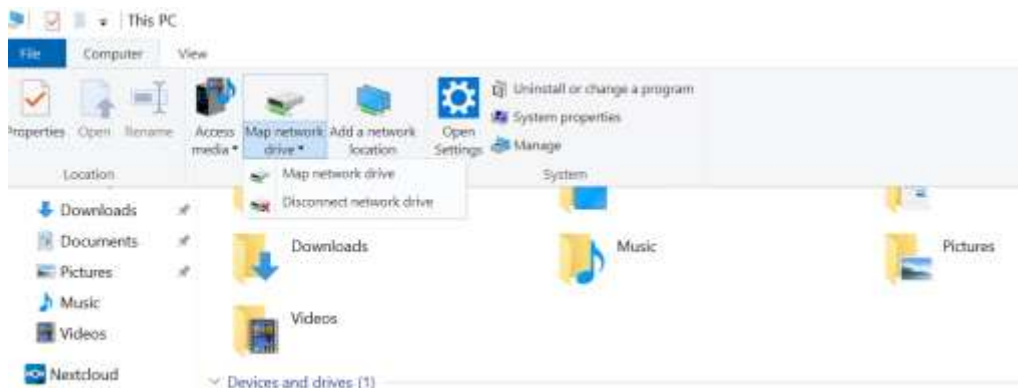 This PC
File Computer View
Properties Open Rename Access media Map network drive Add a network location Open Settings
Uninstall or change a program
System properties
Manage
Location System
Map network drive
Disconnect network drive
Downloads
Documents
Pictures
Music
Videos
Nextcloud
Downloads Music Pictures
Videos
Devices and drives (1)